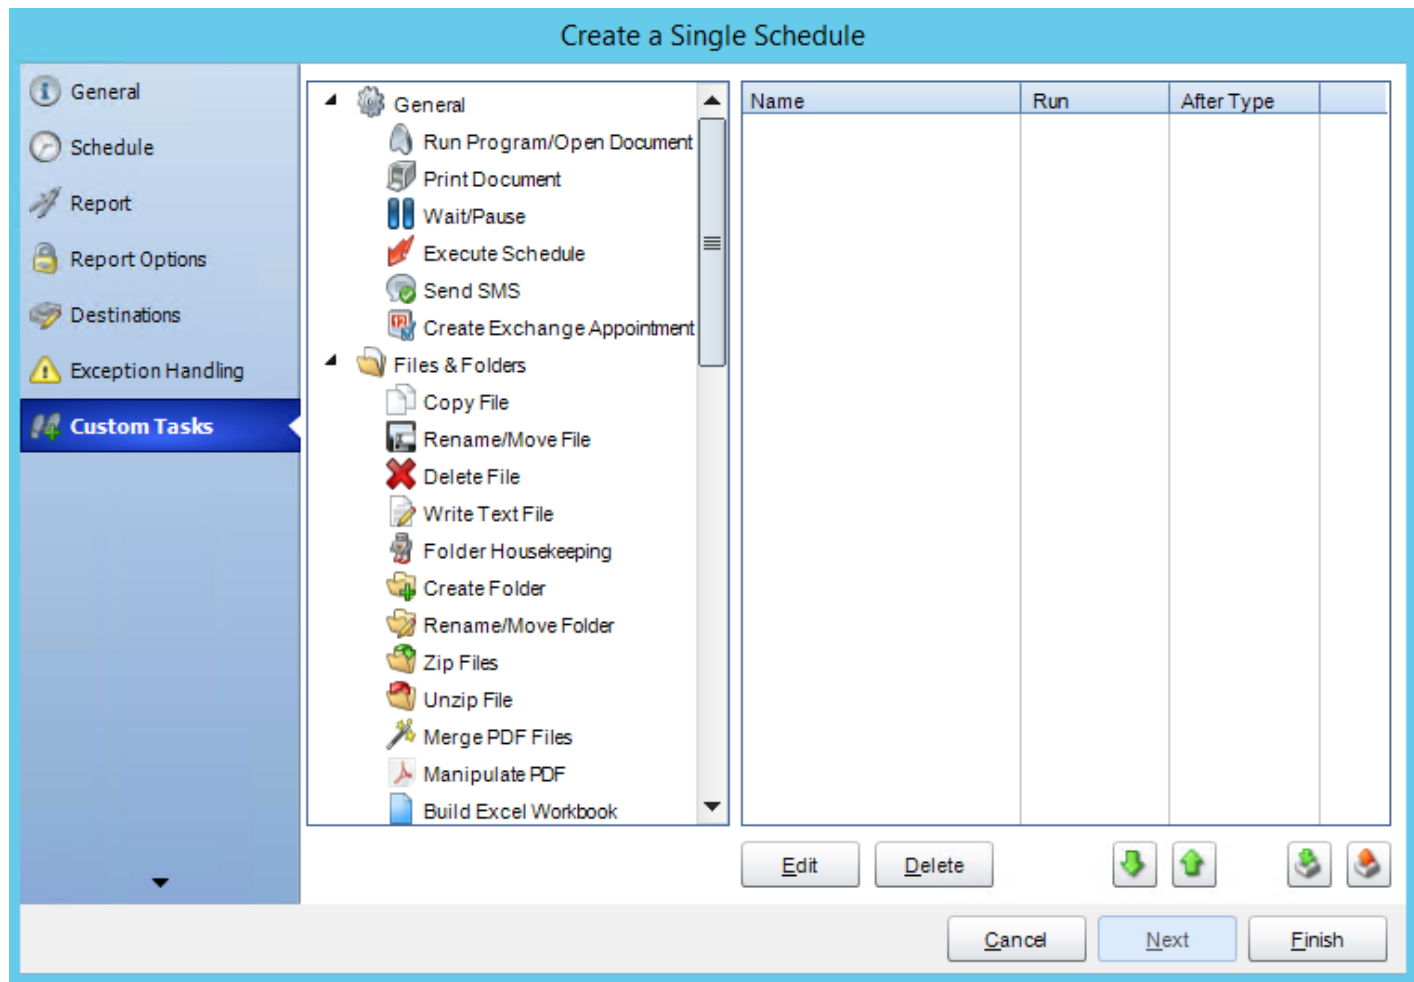 Create a Single Schedule
General
Schedule
Report
Report Options
Destinations
Exception Handling
Custom Tasks
General
Run Program/Open Document
Print Document
Wait/Pause
Execute Schedule
Send SMS
Create Exchange Appointment
Files & Folders
Copy File
Rename/Move File
Delete File
Write Text File
Folder Housekeeping
Create Folder
Rename/Move Folder
Zip Files
Unzip File
Merge PDF Files
Manipulate PDF
Build Excel Workbook
Name Run After Type
Edit Delete
Cancel Next Finish